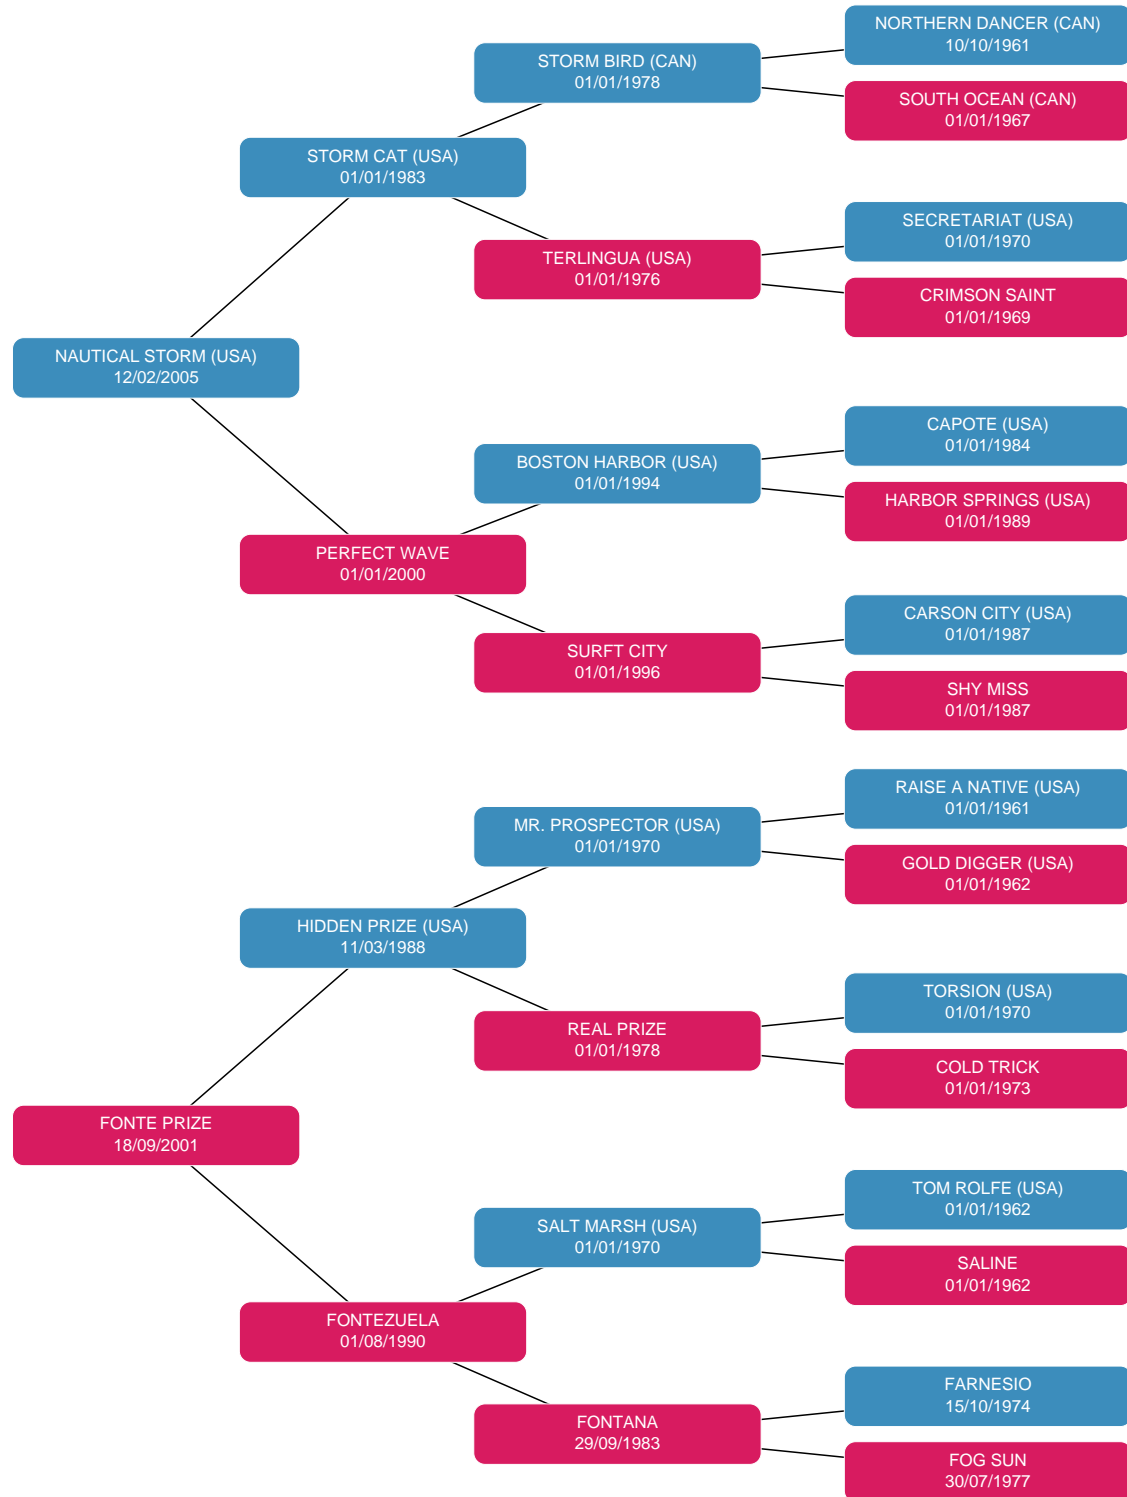 NORTHERN DANCER (CAN)
10/10/1961
STORM BIRD (CAN)
01/01/1978
SOUTH OCEAN (CAN)
01/01/1967
STORM CAT (USA)
01/01/1983
SECRETARIAT (USA)
01/01/1970
TERLINGUA (USA)
01/01/1976
CRIMSON SAINT
01/01/1969
NAUTICAL STORM (USA)
12/02/2005
CAPOTE (USA)
01/01/1984
BOSTON HARBOR (USA)
01/01/1994
HARBOR SPRINGS (USA)
01/01/1989
PERFECT WAVE
01/01/2000
CARSON CITY (USA)
01/01/1987
SURFT CITY
01/01/1996
SHY MISS
01/01/1987
RAISE A NATIVE (USA)
01/01/1961
MR. PROSPECTOR (USA)
01/01/1970
GOLD DIGGER (USA)
01/01/1962
HIDDEN PRIZE (USA)
11/03/1988
TORSION (USA)
01/01/1970
REAL PRIZE
01/01/1978
COLD TRICK
01/01/1973
FONTE PRIZE
18/09/2001
TOM ROLFE (USA)
01/01/1962
SALT MARSH (USA)
01/01/1970
SALINE
01/01/1962
FONTEZUELA
01/08/1990
FARNESIO
15/10/1974
FONTANA
29/09/1983
FOG SUN
30/07/1977